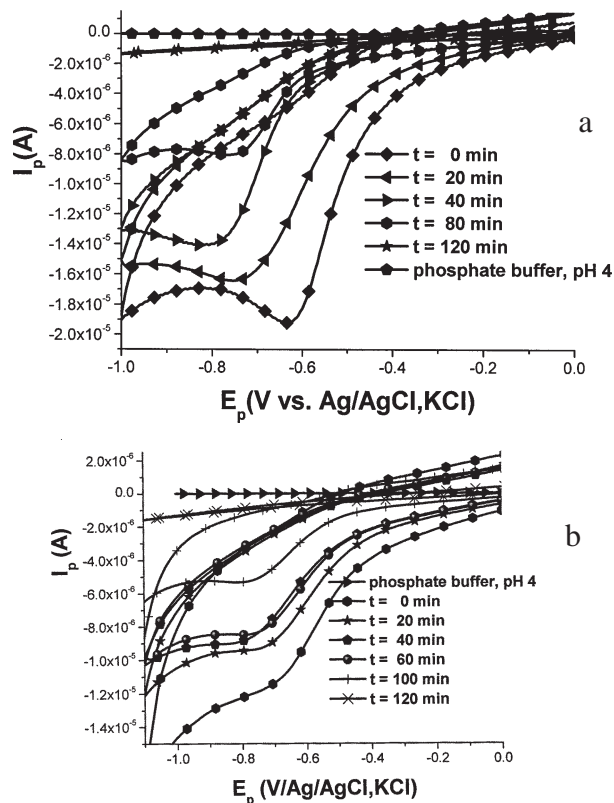 0.0
-2.0x10⁻⁶
-4.0x10⁻⁶
-6.0x10⁻⁶
-8.0x10⁻⁶
-1.0x10⁻⁵
-1.2x10⁻⁵
-1.4x10⁻⁵
-1.6x10⁻⁵
-1.8x10⁻⁵
-2.0x10⁻⁵
Iₚ(A)
a
t = 0 min
t = 20 min
t = 40 min
t = 80 min
t = 120 min
phosphate buffer, pH 4
-1.0 -0.8 -0.6 -0.4 -0.2 0.0
Eₚ(V vs. Ag/AgCl,KCl)
2.0x10⁻⁶
0.0
-2.0x10⁻⁶
-4.0x10⁻⁶
-6.0x10⁻⁶
-8.0x10⁻⁶
-1.0x10⁻⁵
-1.2x10⁻⁵
-1.4x10⁻⁵
Iₚ(A)
b
phosphate buffer, pH 4
t = 0 min
t = 20 min
t = 40 min
t = 60 min
t = 100 min
t = 120 min
-1.0 -0.8 -0.6 -0.4 -0.2 0.0
Eₚ (V/Ag/AgCl,KCl)